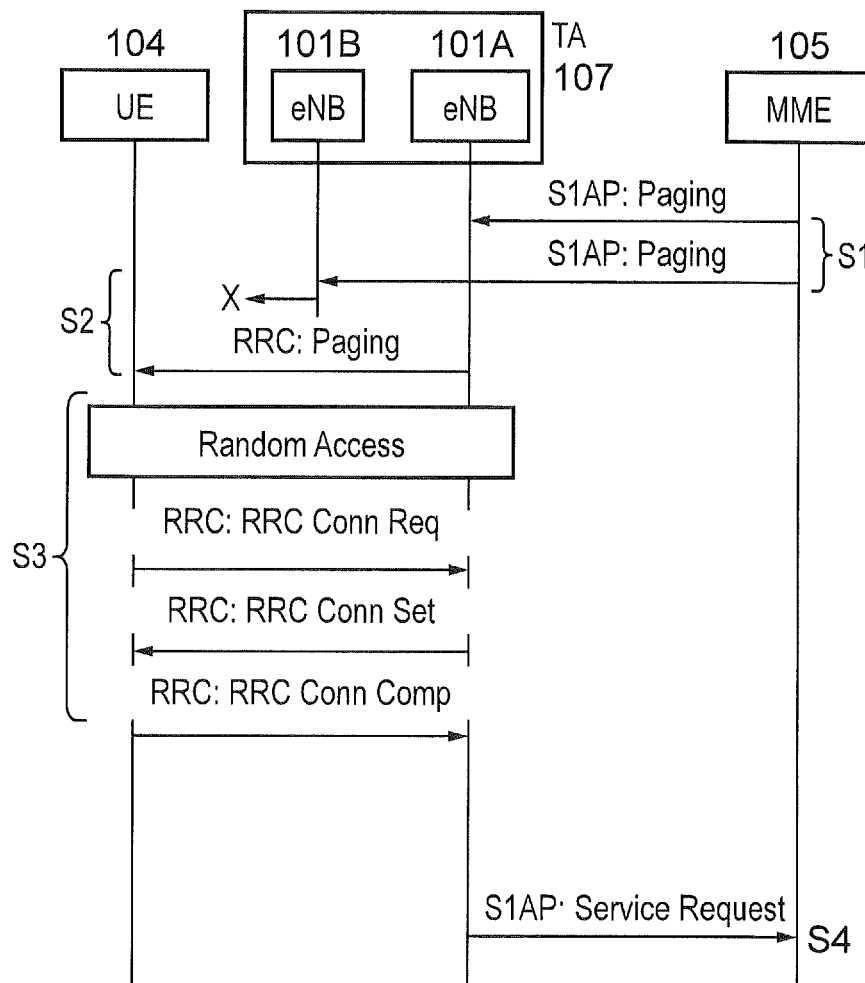 104
101B
101A
TA
107
105
UE
eNB
eNB
MME
S1AP: Paging
S1AP: Paging
S1
X
S2
RRC: Paging
Random Access
RRC: RRC Conn Req
S3
RRC: RRC Conn Set
RRC: RRC Conn Comp
S1AP: Service Request
S4